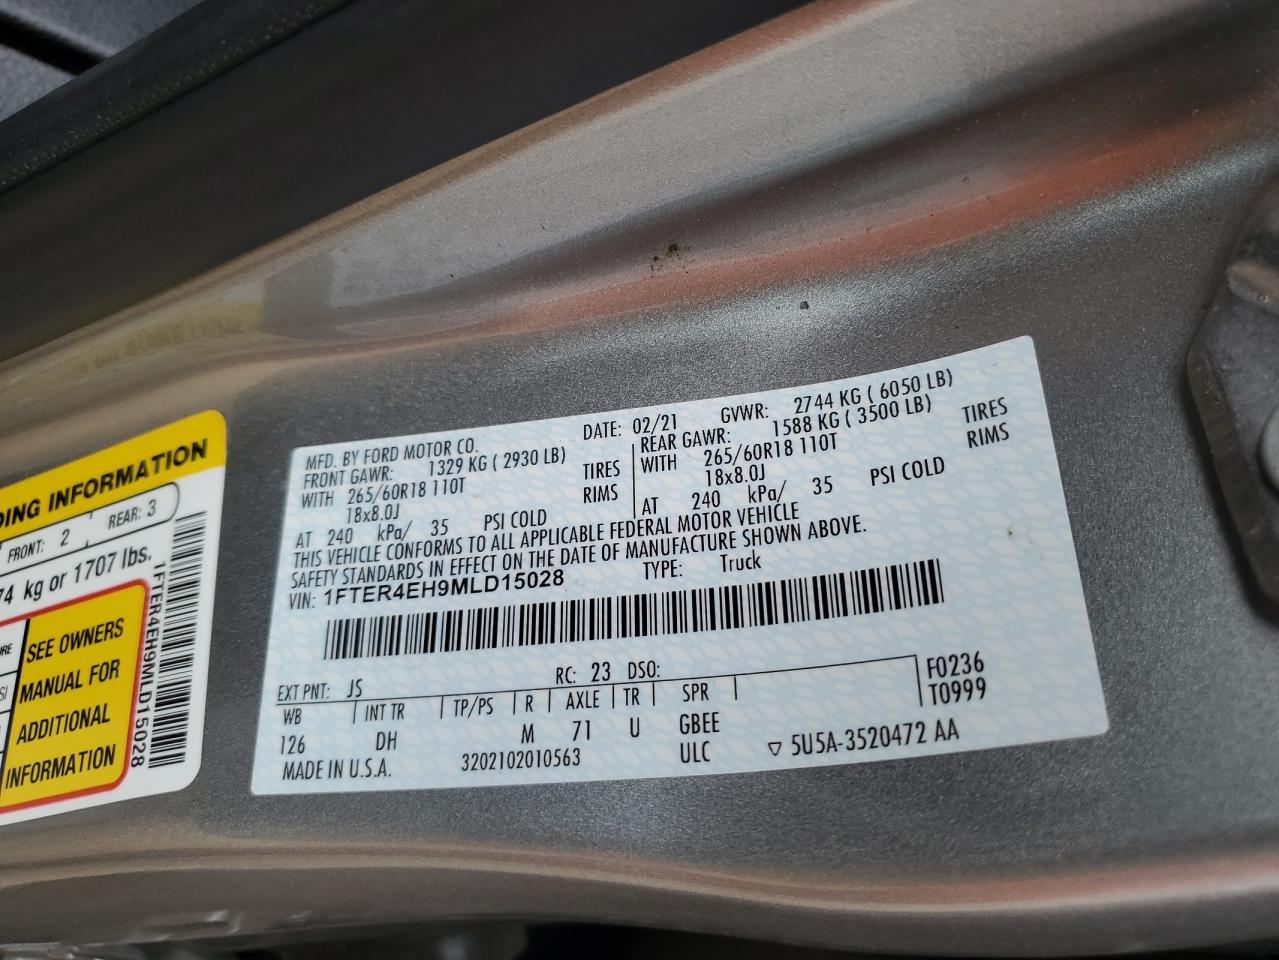 DING INFORMATION
FRONT: 2 REAR: 3
74 kg or 1707 lbs.
SEE OWNERS
MANUAL FOR
ADDITIONAL
INFORMATION
1FTER4EH9MLD15028
MFD. BY FORD MOTOR CO. DATE: 02/21 GVWR: 2744 KG ( 6050 LB)
FRONT GAWR: 1329 KG ( 2930 LB) REAR GAWR: 1588 KG ( 3500 LB)
WITH 265/60R18 110T TIRES WITH 265/60R18 110T TIRES
18x8.0J RIMS 18x8.0J RIMS
AT 240 kPa/ 35 PSI COLD AT 240 kPa/ 35 PSI COLD
THIS VEHICLE CONFORMS TO ALL APPLICABLE FEDERAL MOTOR VEHICLE
SAFETY STANDARDS IN EFFECT ON THE DATE OF MANUFACTURE SHOWN ABOVE.
VIN: 1FTER4EH9MLD15028 TYPE: Truck
EXT PNT: JS RC: 23 DSO: F0236
WB INT TR TP/PS R AXLE TR SPR T0999
126 DH M 71 U GBEE
MADE IN U.S.A. 3202102010563 ULC 5U5A-3520472 AA